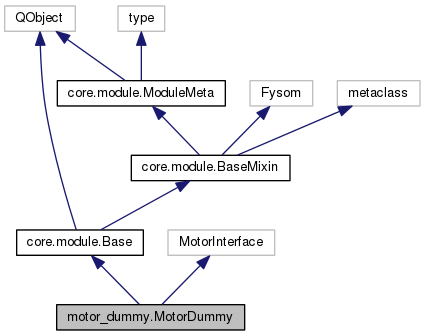 QObject
type
core.module.ModuleMeta
Fysom
metaclass
core.module.BaseMixin
core.module.Base
MotorInterface
motor_dummy.MotorDummy